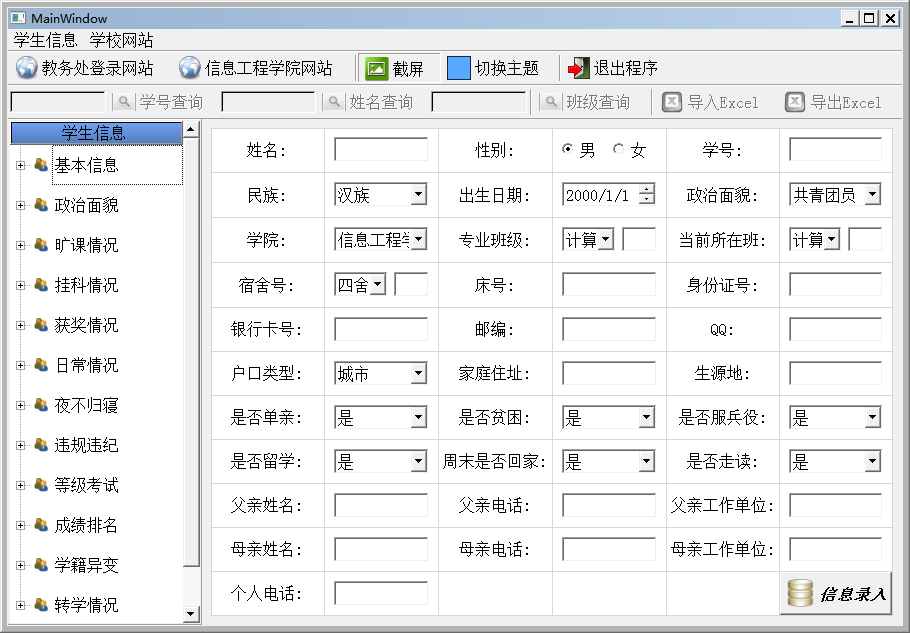 MainWindow
学生信息 学校网站
教务处登录网站 信息工程学院网站 截屏 切换主题 退出程序
学号查询 姓名查询 班级查询 导入Excel 导出Excel
学生信息
基本信息
政治面貌
旷课情况
挂科情况
获奖情况
日常情况
夜不归寝
违规违纪
等级考试
成绩排名
学籍异变
转学情况
姓名: 性别: 男 女 学号:
民族: 汉族 出生日期: 2000/1/1 政治面貌: 共青团员
学院: 信息工程 专业班级: 计算 当前所在班: 计算
宿舍号: 四舍 床号: 身份证号:
银行卡号: 邮编: QQ:
户口类型: 城市 家庭住址: 生源地:
是否单亲: 是 是否贫困: 是 是否服兵役: 是
是否留学: 是 周末是否回家: 是 是否走读: 是
父亲姓名: 父亲电话: 父亲工作单位:
母亲姓名: 母亲电话: 母亲工作单位:
个人电话: 信息录入